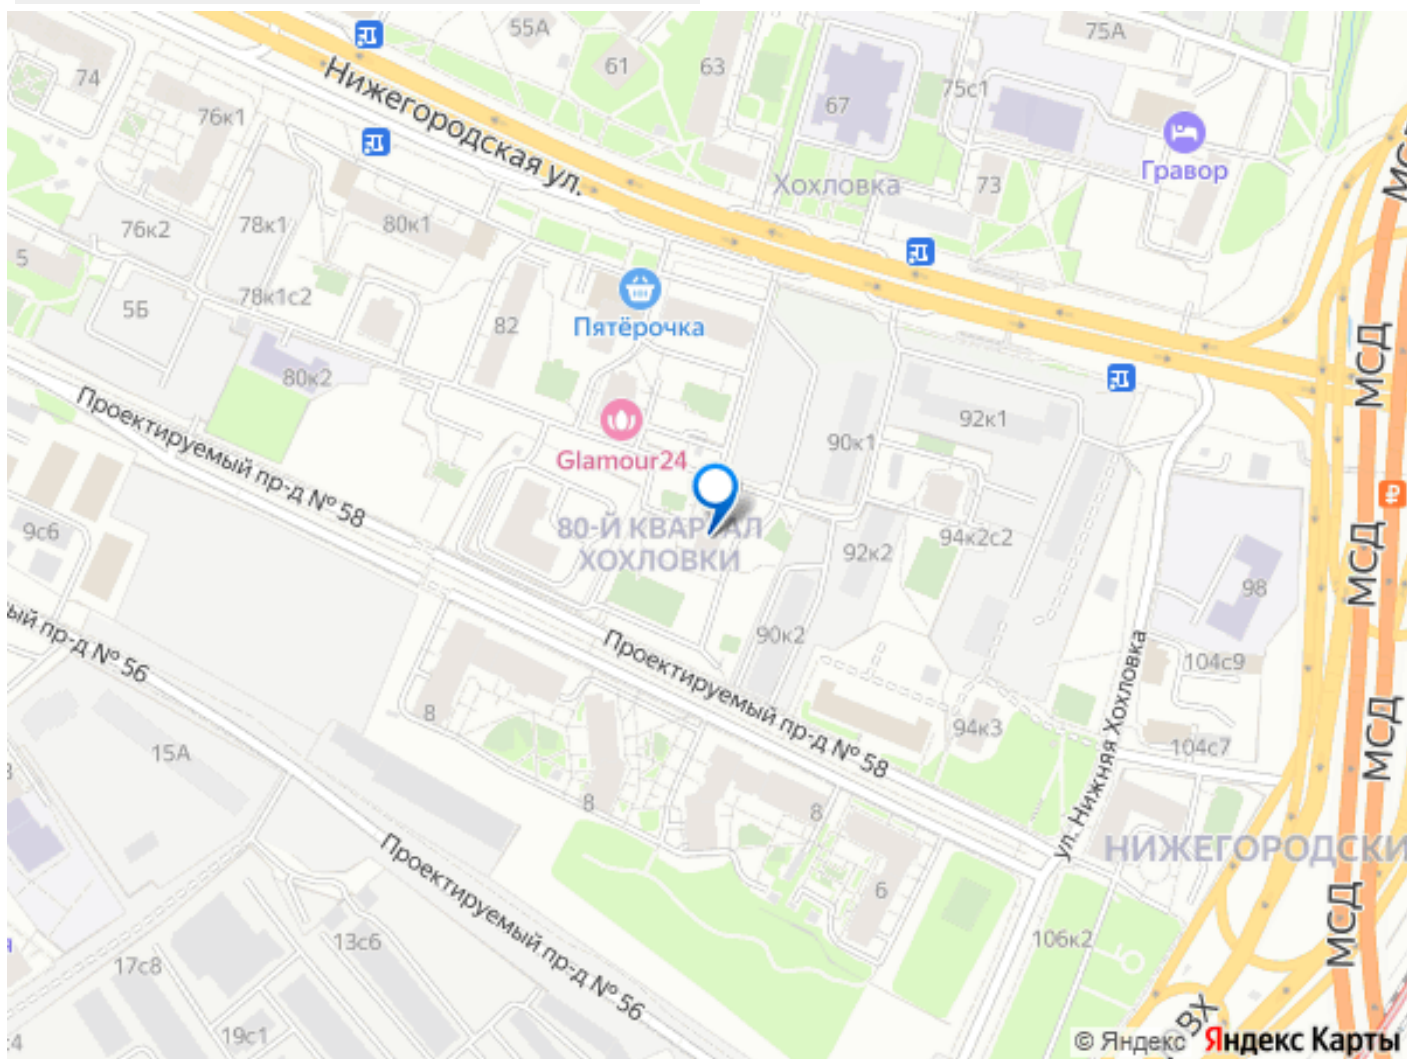 55А
61
63
75А
74
76к1
67
75с1
Нижегородская ул.
Гравор
Хохловка
73
76к2
78к1
80к1
5
78к1с2
5Б
82
Пятёрочка
80к2
МСД
Проектируемый пр-д № 58
92к1
90к1
Glamour24
9с6
80-Й КВАРТАЛ
ХОХЛОВКИ
92к2
94к2с2
МСД
98
90к2
Проектируемый пр-д № 58
104с9
ый пр-д № 56
8
94к3
104с7
МСД
15А
8
8
ул. Нижняя Хохловка
НИЖЕГОРОДСКИ
6
Проектируемый пр-д № 56
МСД
13с6
106к2
17с8
19с1
© Яндекс Яндекс Карты